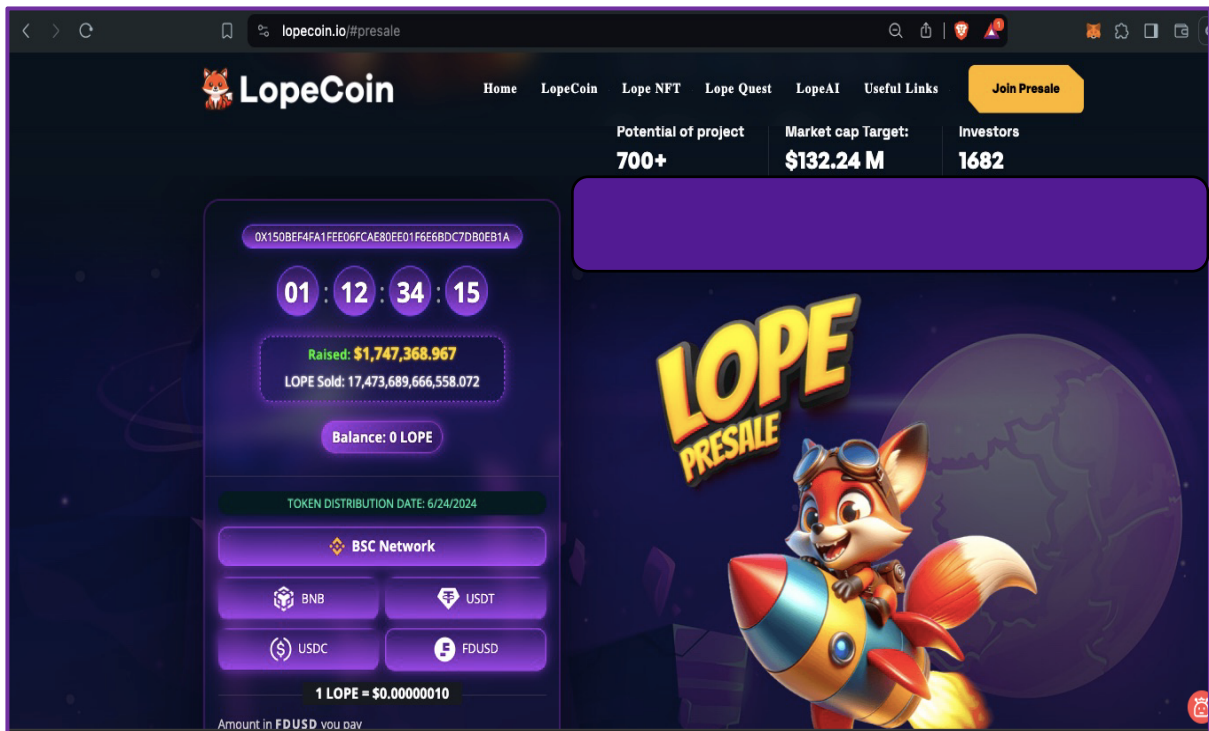 lopecoin.io/#presale
1
LopeCoin
Home LopeCoin Lope NFT Lope Quest LopeAI Useful Links Join Presale
Potential of project Market cap Target: Investors
700+ $132.24 M 1682
0X150BEF4FA1FEE06FCAE80EE01F6E6BDC7DB0EB1A
01 : 12 : 34 : 15
Raised: $1,747,368.967
LOPE Sold: 17,473,689,666,558.072
Balance: 0 LOPE
TOKEN DISTRIBUTION DATE: 6/24/2024
BSC Network
BNB USDT
USDC FDUSD
1 LOPE = $0.00000010
Amount in FDUSD you pay
LOPE
PRESALE